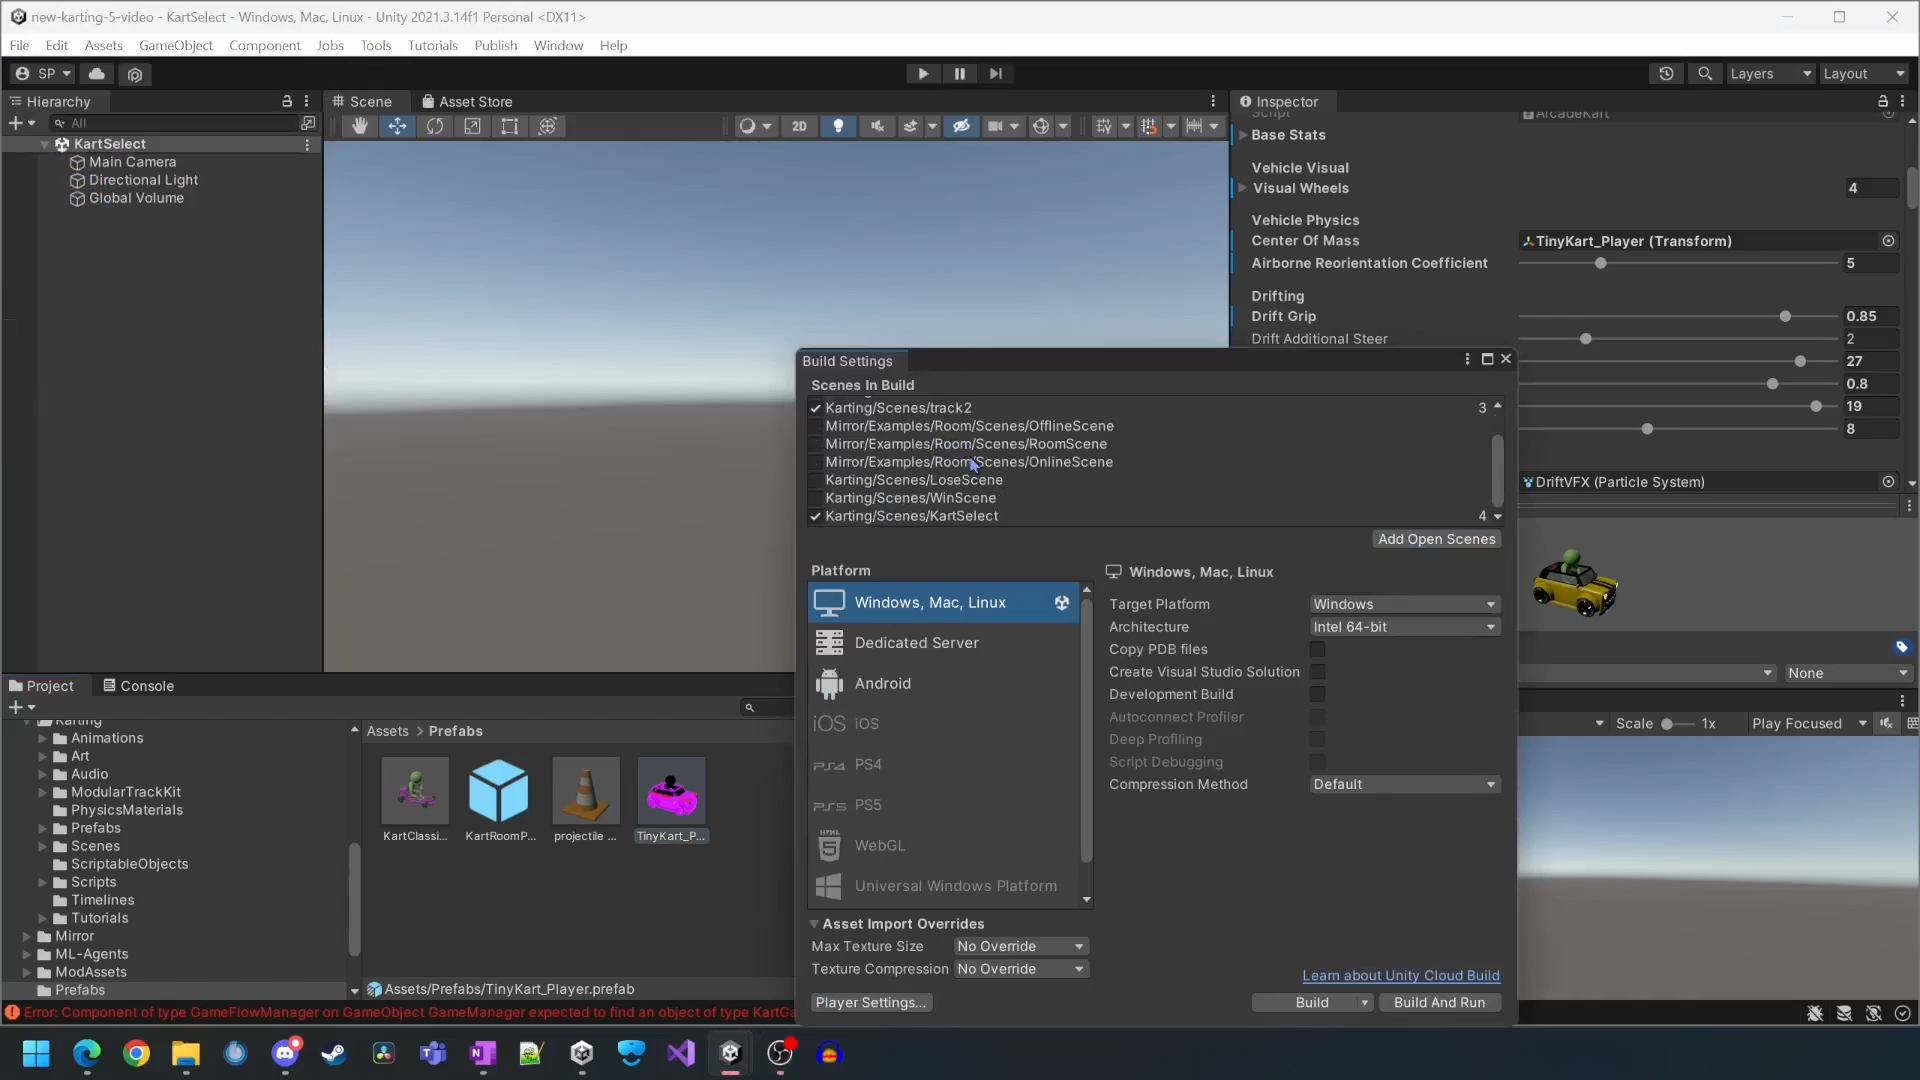 new-karting-5-video - KartSelect - Windows, Mac, Linux - Unity 2021.3.14f1 Personal <DX11>
File Edit Assets GameObject Component Jobs Tools Tutorials Publish Window Help
SP
Layers
Layout
Hierarchy
All
KartSelect
Main Camera
Directional Light
Global Volume
Scene
Asset Store
2D
Inspector
Script
ArcadeKart
Base Stats
Vehicle Visual
Visual Wheels
4
Vehicle Physics
Center Of Mass
TinyKart_Player (Transform)
Airborne Reorientation Coefficient
5
Drifting
Drift Grip
0.85
Drift Additional Steer
2
27
0.8
19
8
DriftVFX (Particle System)
None
Scale 1x
Play Focused
Build Settings
Scenes In Build
Karting/Scenes/track2 3
Mirror/Examples/Room/Scenes/OfflineScene
Mirror/Examples/Room/Scenes/RoomScene
Mirror/Examples/Room/Scenes/OnlineScene
Karting/Scenes/LoseScene
Karting/Scenes/WinScene
Karting/Scenes/KartSelect 4
Add Open Scenes
Platform
Windows, Mac, Linux
Dedicated Server
Android
iOS iOS
PS4 PS4
PS5 PS5
HTML 5 WebGL
Universal Windows Platform
Windows, Mac, Linux
Target Platform Windows
Architecture Intel 64-bit
Copy PDB files
Create Visual Studio Solution
Development Build
Autoconnect Profiler
Deep Profiling
Script Debugging
Compression Method Default
Asset Import Overrides
Max Texture Size No Override
Texture Compression No Override
Learn about Unity Cloud Build
Player Settings...
Build
Build And Run
Project
Console
Karting
Animations
Art
Audio
ModularTrackKit
PhysicsMaterials
Prefabs
Scenes
ScriptableObjects
Scripts
Timelines
Tutorials
Mirror
ML-Agents
ModAssets
Prefabs
Assets > Prefabs
KartClassi...
KartRoomP...
projectile ...
TinyKart_P...
Assets/Prefabs/TinyKart_Player.prefab
Error: Component of type GameFlowManager on GameObject GameManager expected to find an object of type KartGa